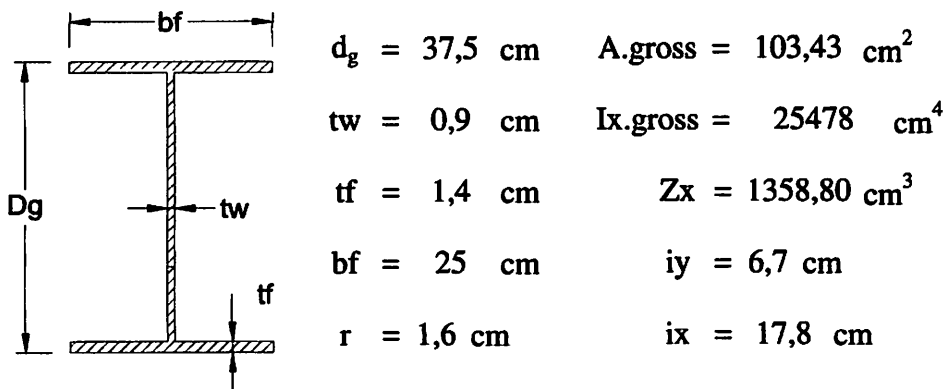 bf
Dg
tw
tf
d_g = 37,5 cm A.gross = 103,43 cm²
tw = 0,9 cm Ix.gross = 25478 cm⁴
tf = 1,4 cm Zx = 1358,80 cm³
bf = 25 cm iy = 6,7 cm
r = 1,6 cm ix = 17,8 cm